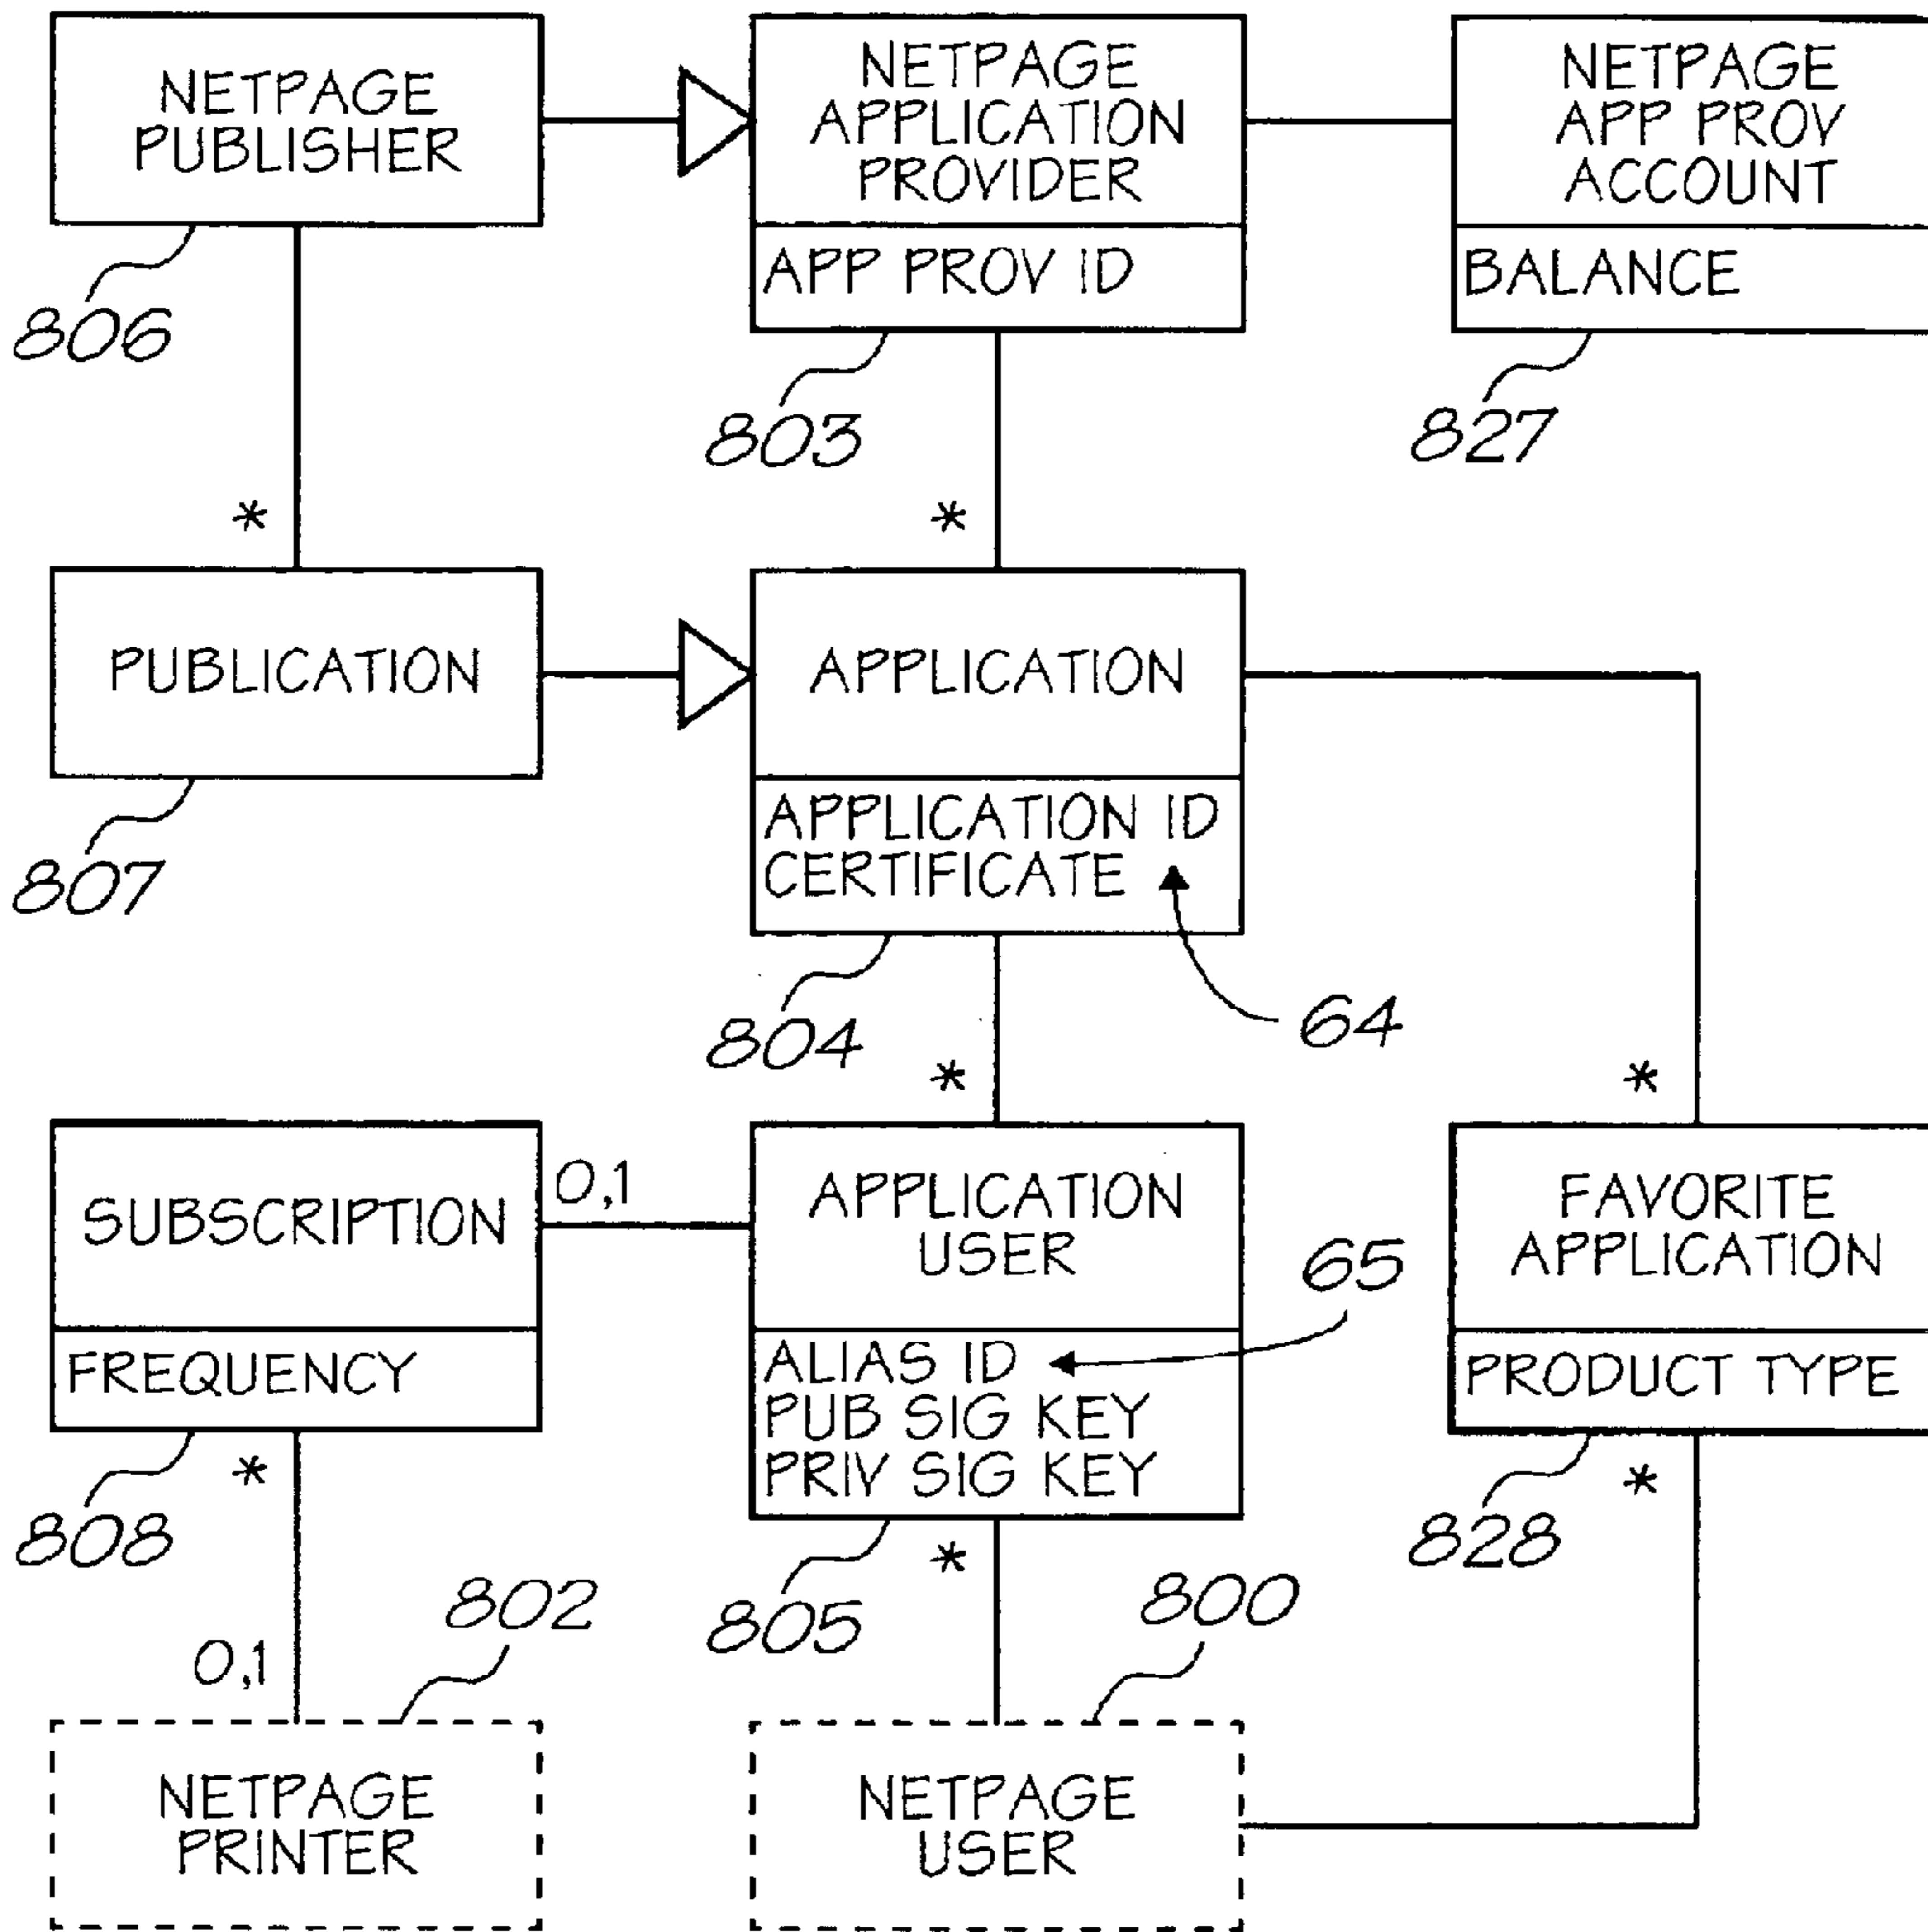 NETPAGE
PUBLISHER
806
NETPAGE
APPLICATION
PROVIDER
APP PROV ID
803
NETPAGE
APP PROV
ACCOUNT
BALANCE
827
*
*
PUBLICATION
807
APPLICATION
APPLICATION ID
CERTIFICATE
64
804
*
*
SUBSCRIPTION
FREQUENCY
0,1
808
*
APPLICATION
USER
ALIAS ID
PUB SIG KEY
PRIV SIG KEY
65
805
*
FAVORITE
APPLICATION
PRODUCT TYPE
828
*
802
0,1
800
NETPAGE
PRINTER
NETPAGE
USER